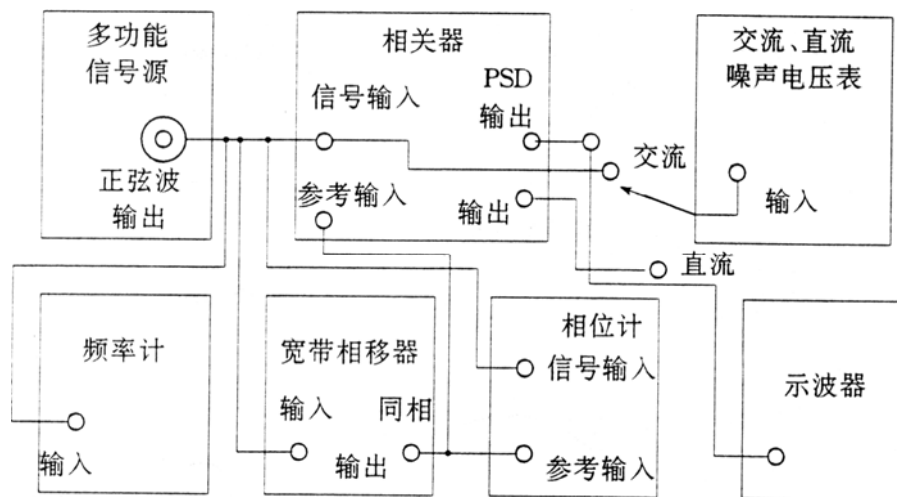 多功能
信号源
正弦波
输出
相关器
信号输入
PSD
输出
参考输入
输出
交流、直流
噪声电压表
交流
输入
直流
频率计
输入
宽带相移器
输入
同相
输出
相位计
信号输入
参考输入
示波器